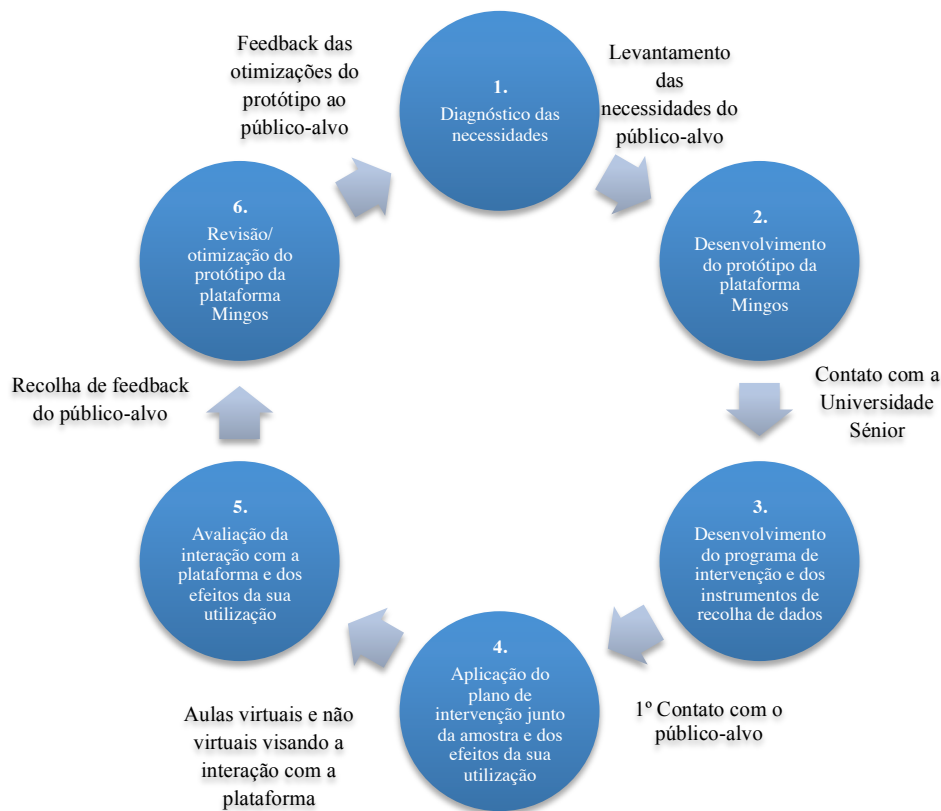 1.
Diagnóstico das
necessidades
Levantamento
das
necessidades do
público-alvo
2.
Desenvolvimento
do protótipo da
plataforma
Mingos
Contato com a
Universidade
Sénior
3.
Desenvolvimento
do programa de
intervenção e dos
instrumentos de
recolha de dados
1º Contato com o
público-alvo
4.
Aplicação do
plano de
intervenção junto
da amostra e dos
efeitos da sua
utilização
Aulas virtuais e não
virtuais visando a
interação com a
plataforma
5.
Avaliação da
interação com a
plataforma e dos
efeitos da sua
utilização
Recolha de feedback
do público-alvo
6.
Revisão/
otimização do
protótipo da
plataforma
Mingos
Feedback das
otimizações do
protótipo ao
público-alvo